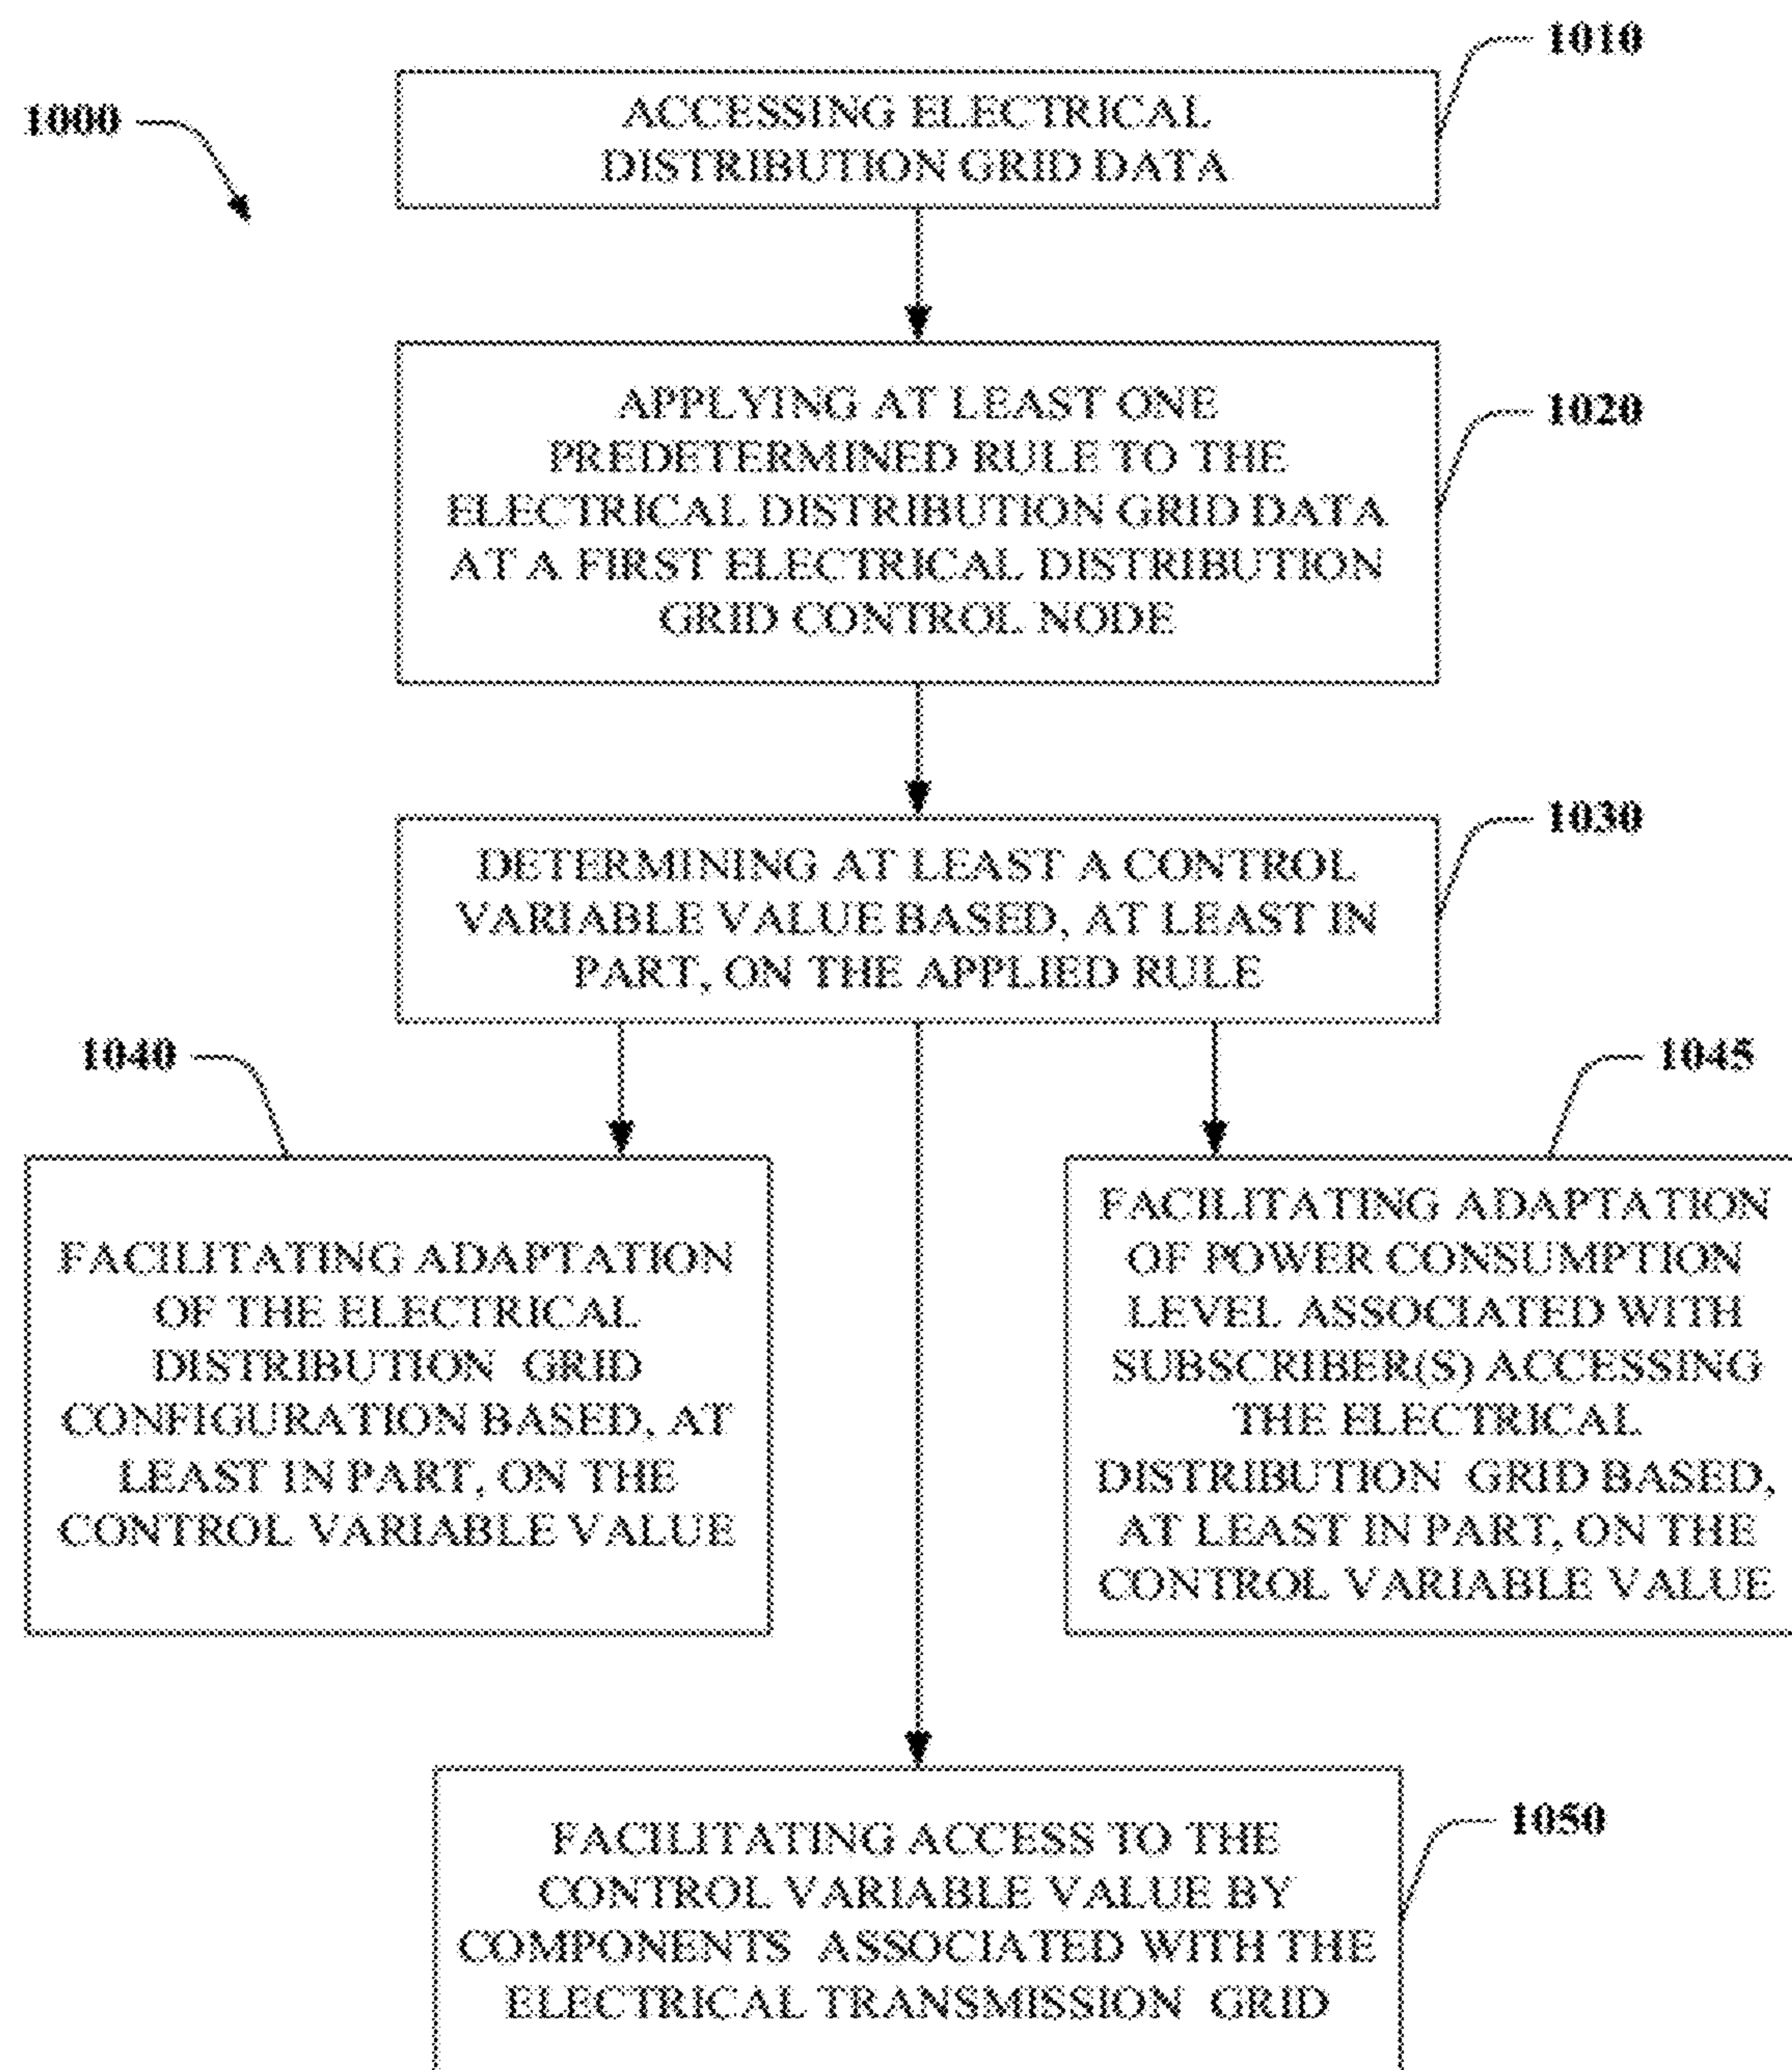 1000
1010
ACCESSING ELECTRICAL
DISTRIBUTION GRID DATA
1020
APPLYING AT LEAST ONE
PREDETERMINED RULE TO THE
ELECTRICAL DISTRIBUTION GRID DATA
AT A FIRST ELECTRICAL DISTRIBUTION
GRID CONTROL NODE
1030
DETERMINING AT LEAST A CONTROL
VARIABLE VALUE BASED, AT LEAST IN
PART, ON THE APPLIED RULE
1040
FACILITATING ADAPTATION
OF THE ELECTRICAL
DISTRIBUTION GRID
CONFIGURATION BASED, AT
LEAST IN PART, ON THE
CONTROL VARIABLE VALUE
1045
FACILITATING ADAPTATION
OF POWER CONSUMPTION
LEVEL ASSOCIATED WITH
SUBSCRIBER(S) ACCESSING
THE ELECTRICAL
DISTRIBUTION GRID BASED,
AT LEAST IN PART, ON THE
CONTROL VARIABLE VALUE
1050
FACILITATING ACCESS TO THE
CONTROL VARIABLE VALUE BY
COMPONENTS ASSOCIATED WITH THE
ELECTRICAL TRANSMISSION GRID